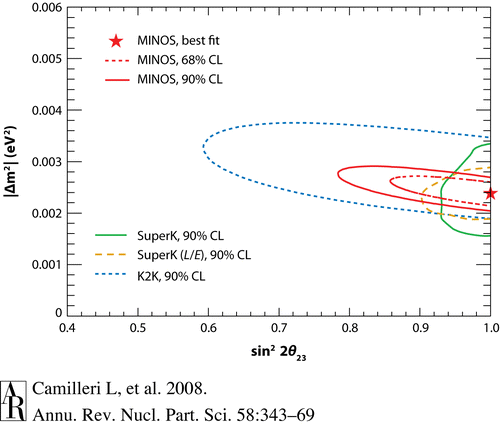 0.006
0.005
0.004
0.003
0.002
0.001
0
|Δm²| (eV²)
MINOS, best fit
MINOS, 68% CL
MINOS, 90% CL
SuperK, 90% CL
SuperK (L/E), 90% CL
K2K, 90% CL
0.4 0.5 0.6 0.7 0.8 0.9 1.0
sin² 2θ₂₃
AR Camilleri L, et al. 2008.
Annu. Rev. Nucl. Part. Sci. 58:343–69